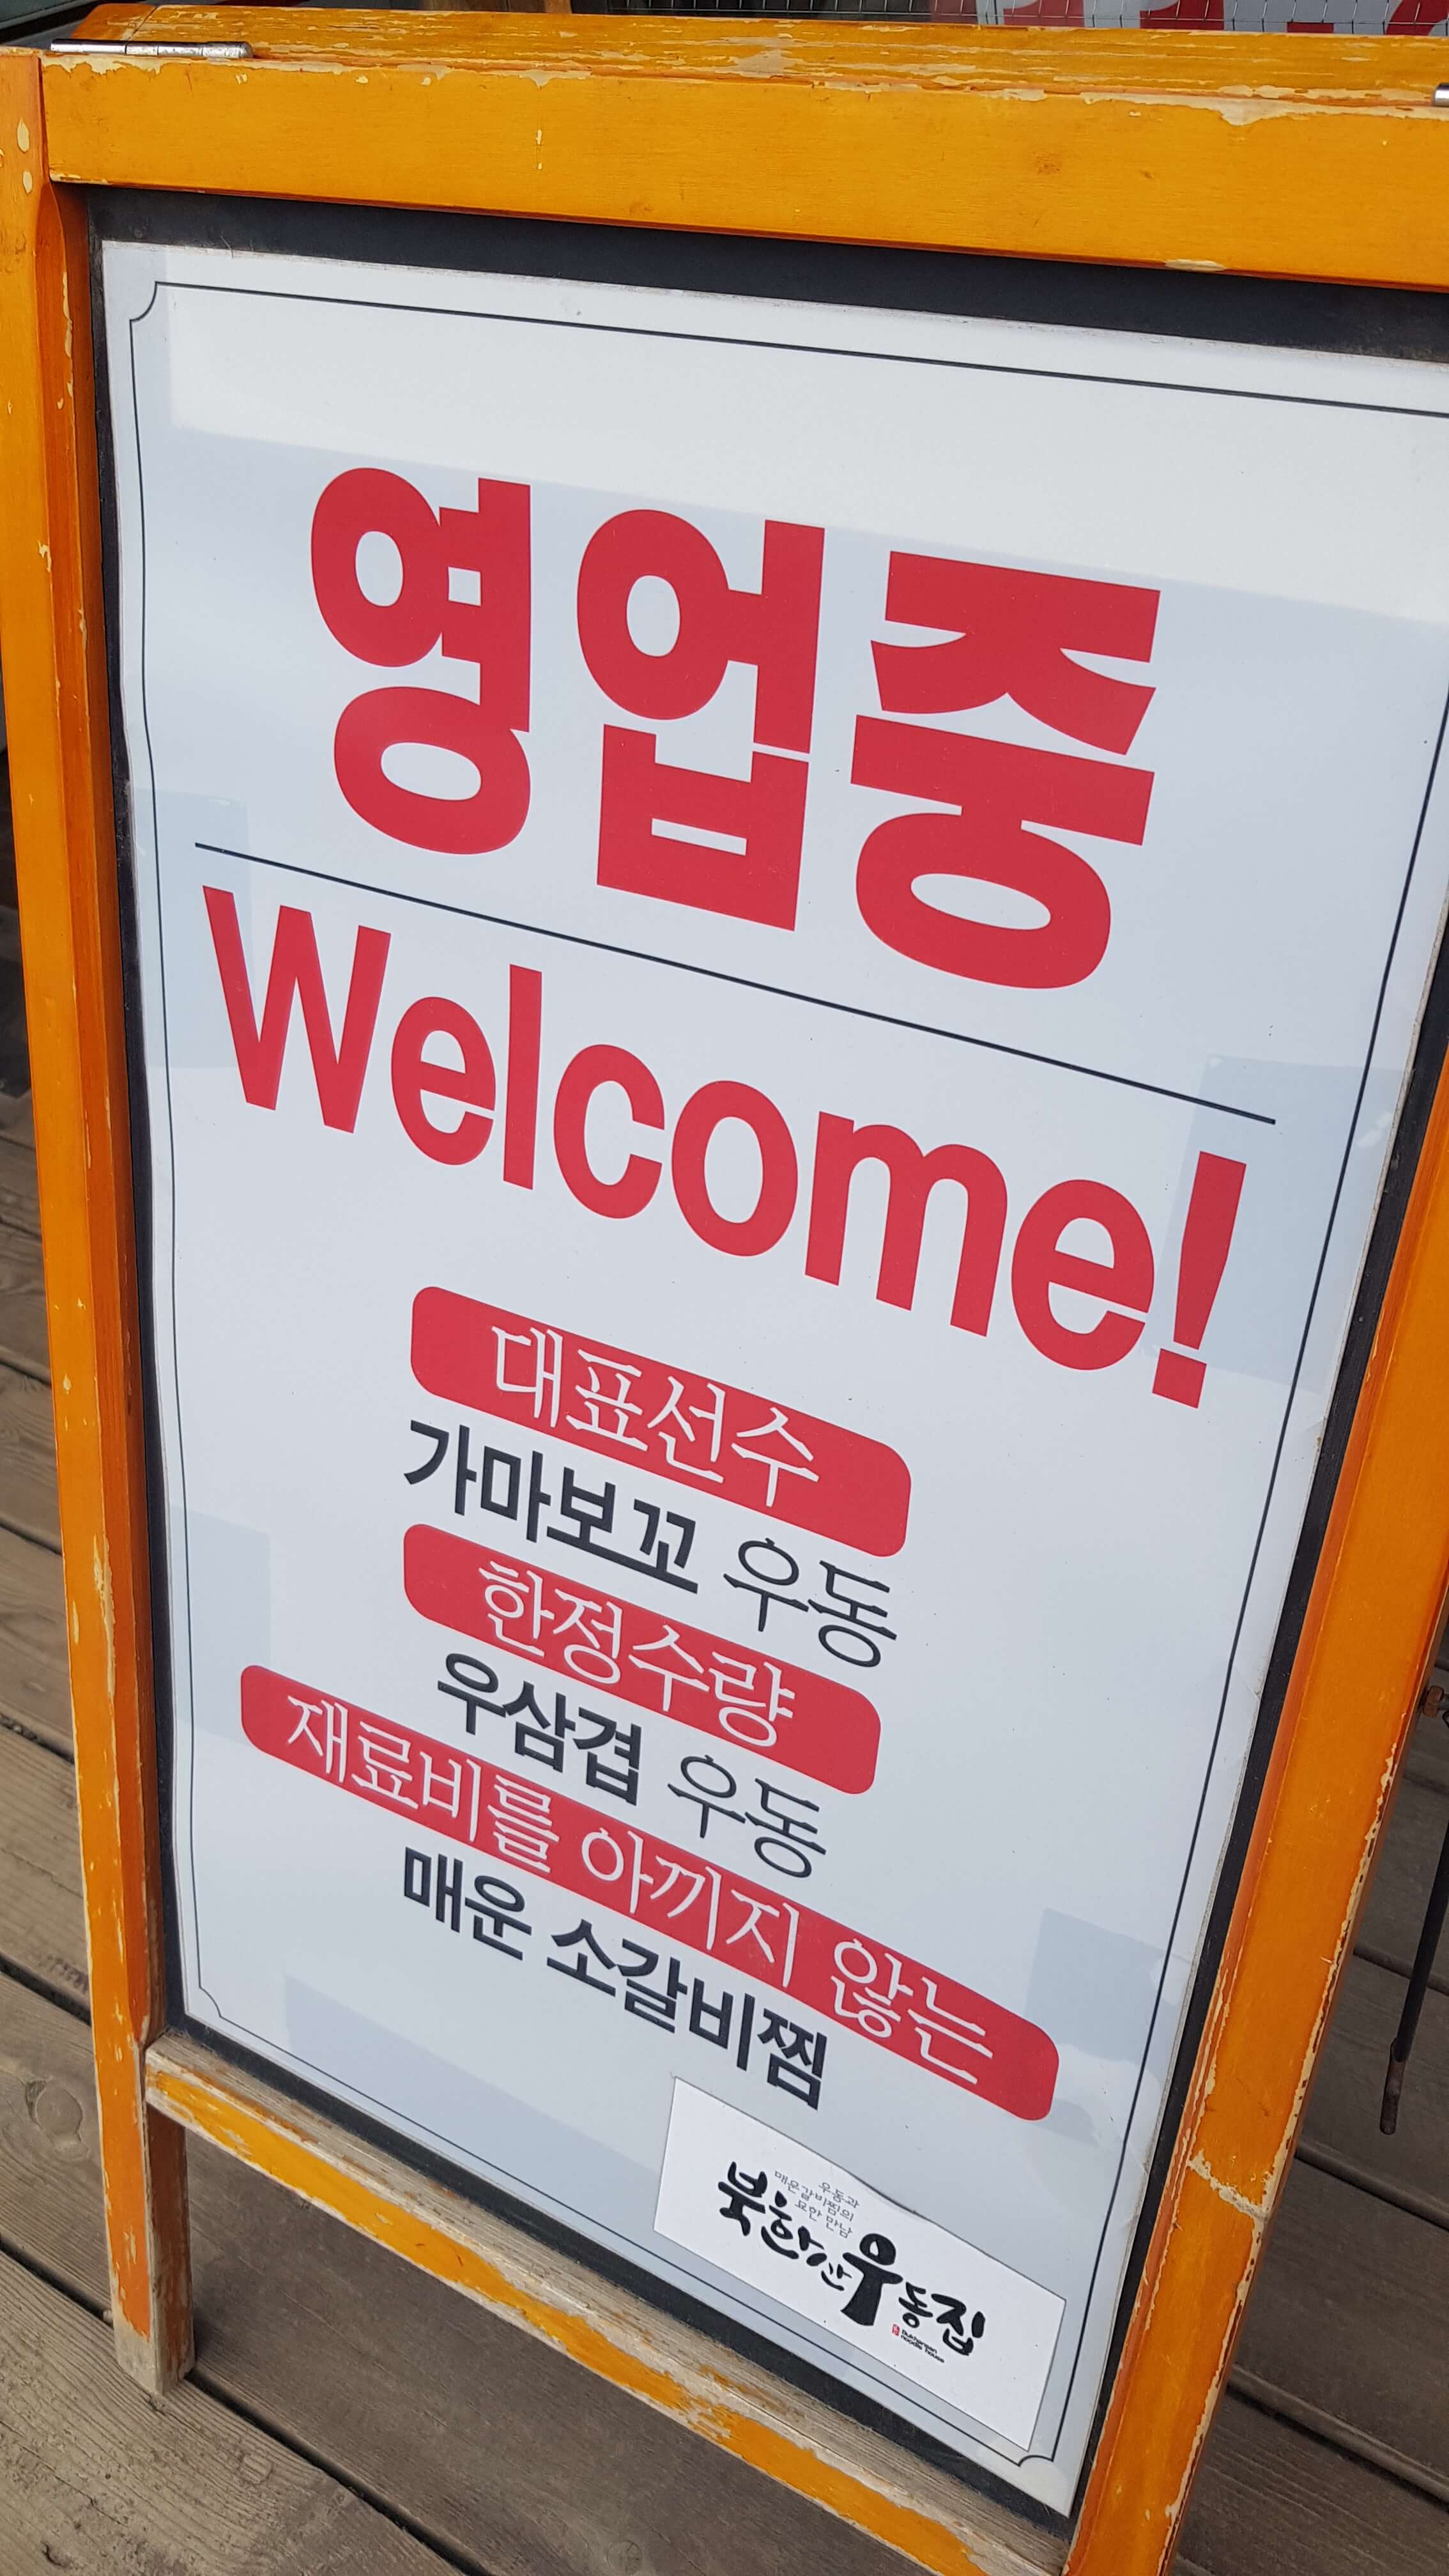 영업중
Welcome!
대표선수
가마보꼬 우동
한정수량
우삼겹 우동
재료비를 아끼지 않는
매운 소갈비찜
우동과
매운갈비찜의
묘한 만남
북한산우동집
Bukhansan
noodle house